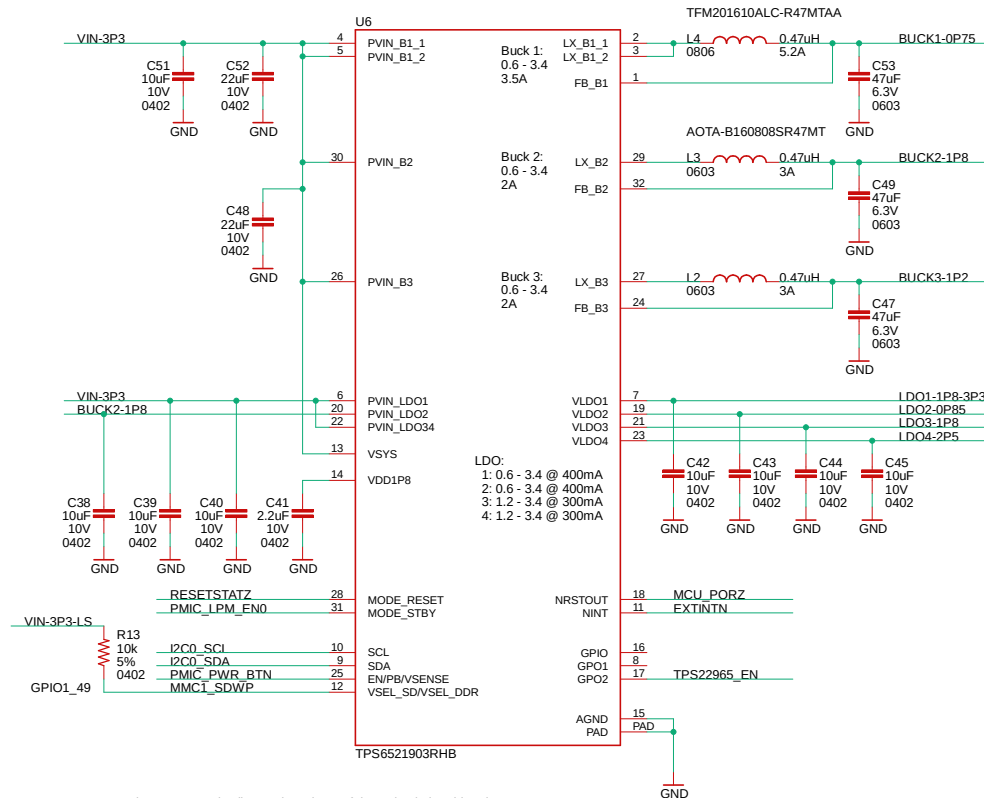 U6
TFM201610ALC-R47MTAA
VIN-3P3
4 PVIN_B1_1
5 PVIN_B1_2
Buck 1:
0.6 - 3.4
3.5A
LX_B1_1 2
LX_B1_2 3
FB_B1 1
L4
0806
0.47uH
5.2A
BUCK1-0P75
C51
10uF
10V
0402
GND
C52
22uF
10V
0402
GND
C53
47uF
6.3V
0603
GND
AOTA-B160808SR47MT
30 PVIN_B2
Buck 2:
0.6 - 3.4
2A
LX_B2 29
FB_B2 32
L3
0603
0.47uH
3A
BUCK2-1P8
C48
22uF
10V
0402
GND
C49
47uF
6.3V
0603
GND
26 PVIN_B3
Buck 3:
0.6 - 3.4
2A
LX_B3 27
FB_B3 24
L2
0603
0.47uH
3A
BUCK3-1P2
C47
47uF
6.3V
0603
GND
VIN-3P3
BUCK2-1P8
6 PVIN_LDO1
20 PVIN_LDO2
22 PVIN_LDO34
13 VSYS
14 VDD1P8
VLDO1 7 LDO1-1P8-3P3
VLDO2 19 LDO2-0P85
VLDO3 21 LDO3-1P8
VLDO4 23 LDO4-2P5
LDO:
1: 0.6 - 3.4 @ 400mA
2: 0.6 - 3.4 @ 400mA
3: 1.2 - 3.4 @ 300mA
4: 1.2 - 3.4 @ 300mA
C38
10uF
10V
0402
GND
C39
10uF
10V
0402
GND
C40
10uF
10V
0402
GND
C41
2.2uF
10V
0402
GND
C42
10uF
10V
0402
GND
C43
10uF
10V
0402
GND
C44
10uF
10V
0402
GND
C45
10uF
10V
0402
GND
RESETSTATZ 28 MODE_RESET
PMIC_LPM_EN0 31 MODE_STBY
NRSTOUT 18 MCU_PORZ
NINT 11 EXTINTN
VIN-3P3-LS
R13
10k
5%
0402
I2C0_SCL 10 SCL
I2C0_SDA 9 SDA
PMIC_PWR_BTN 25 EN/PB/VSENSE
GPIO1_49 MMC1_SDWP 12 VSEL_SD/VSEL_DDR
GPIO 16
GPO1 8
GPO2 17 TPS22965_EN
AGND 15
PAD PAD
TPS6521903RHB
GND